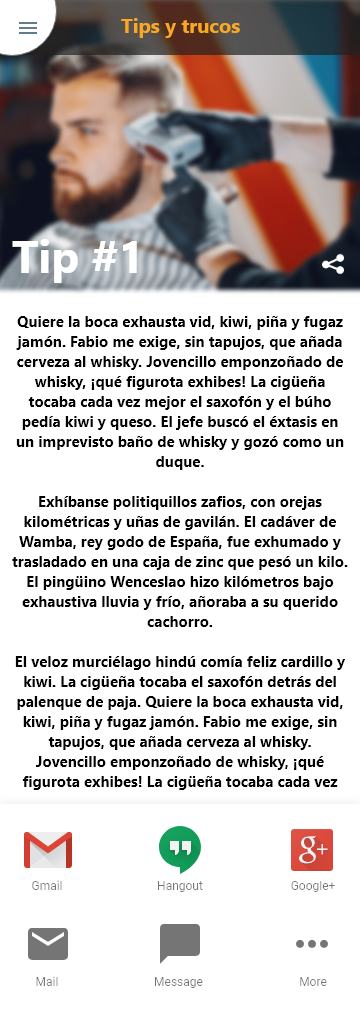 Tips y trucos
Tip #1
Quiere la boca exhausta vid, kiwi, piña y fugaz
jamón. Fabio me exige, sin tapujos, que añada
cerveza al whisky. Jovencillo emponzoñado de
whisky, ¡qué figurota exhibes! La cigüeña
tocaba cada vez mejor el saxofón y el búho
pedía kiwi y queso. El jefe buscó el éxtasis en
un imprevisto baño de whisky y gozó como un
duque.
Exhíbanse politiquillos zafios, con orejas
kilométricas y uñas de gavilán. El cadáver de
Wamba, rey godo de España, fue exhumado y
trasladado en una caja de zinc que pesó un kilo.
El pingüino Wenceslao hizo kilómetros bajo
exhaustiva lluvia y frío, añoraba a su querido
cachorro.
El veloz murciélago hindú comía feliz cardillo y
kiwi. La cigüeña tocaba el saxofón detrás del
palenque de paja. Quiere la boca exhausta vid,
kiwi, piña y fugaz jamón. Fabio me exige, sin
tapujos, que añada cerveza al whisky.
Jovencillo emponzoñado de whisky, ¡qué
figurota exhibes! La cigüeña tocaba cada vez
g+
Gmail
Hangout
Google+
Mail
Message
More